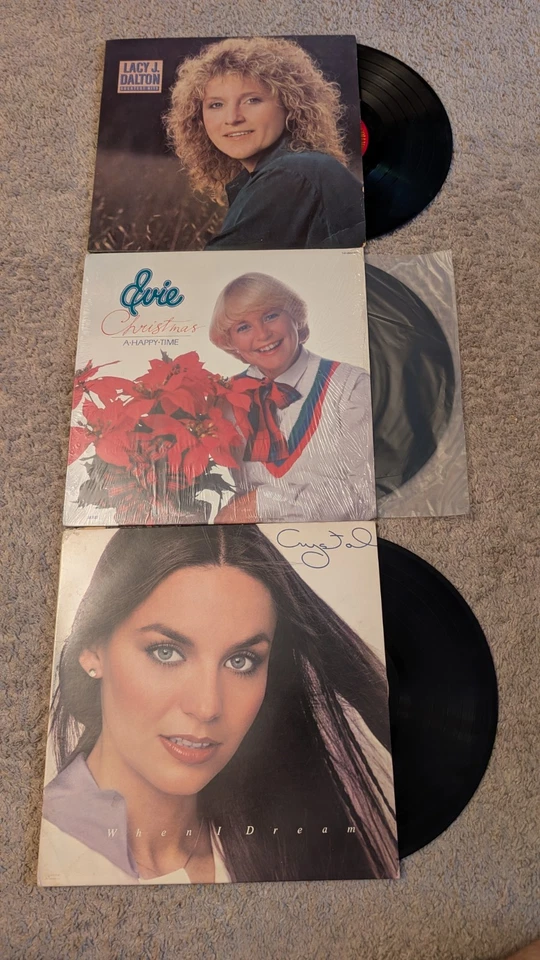 LACY J.
DALTON
GREATEST HITS
Evie
Christmas
A·HAPPY·TIME
Crystal
When I Dream